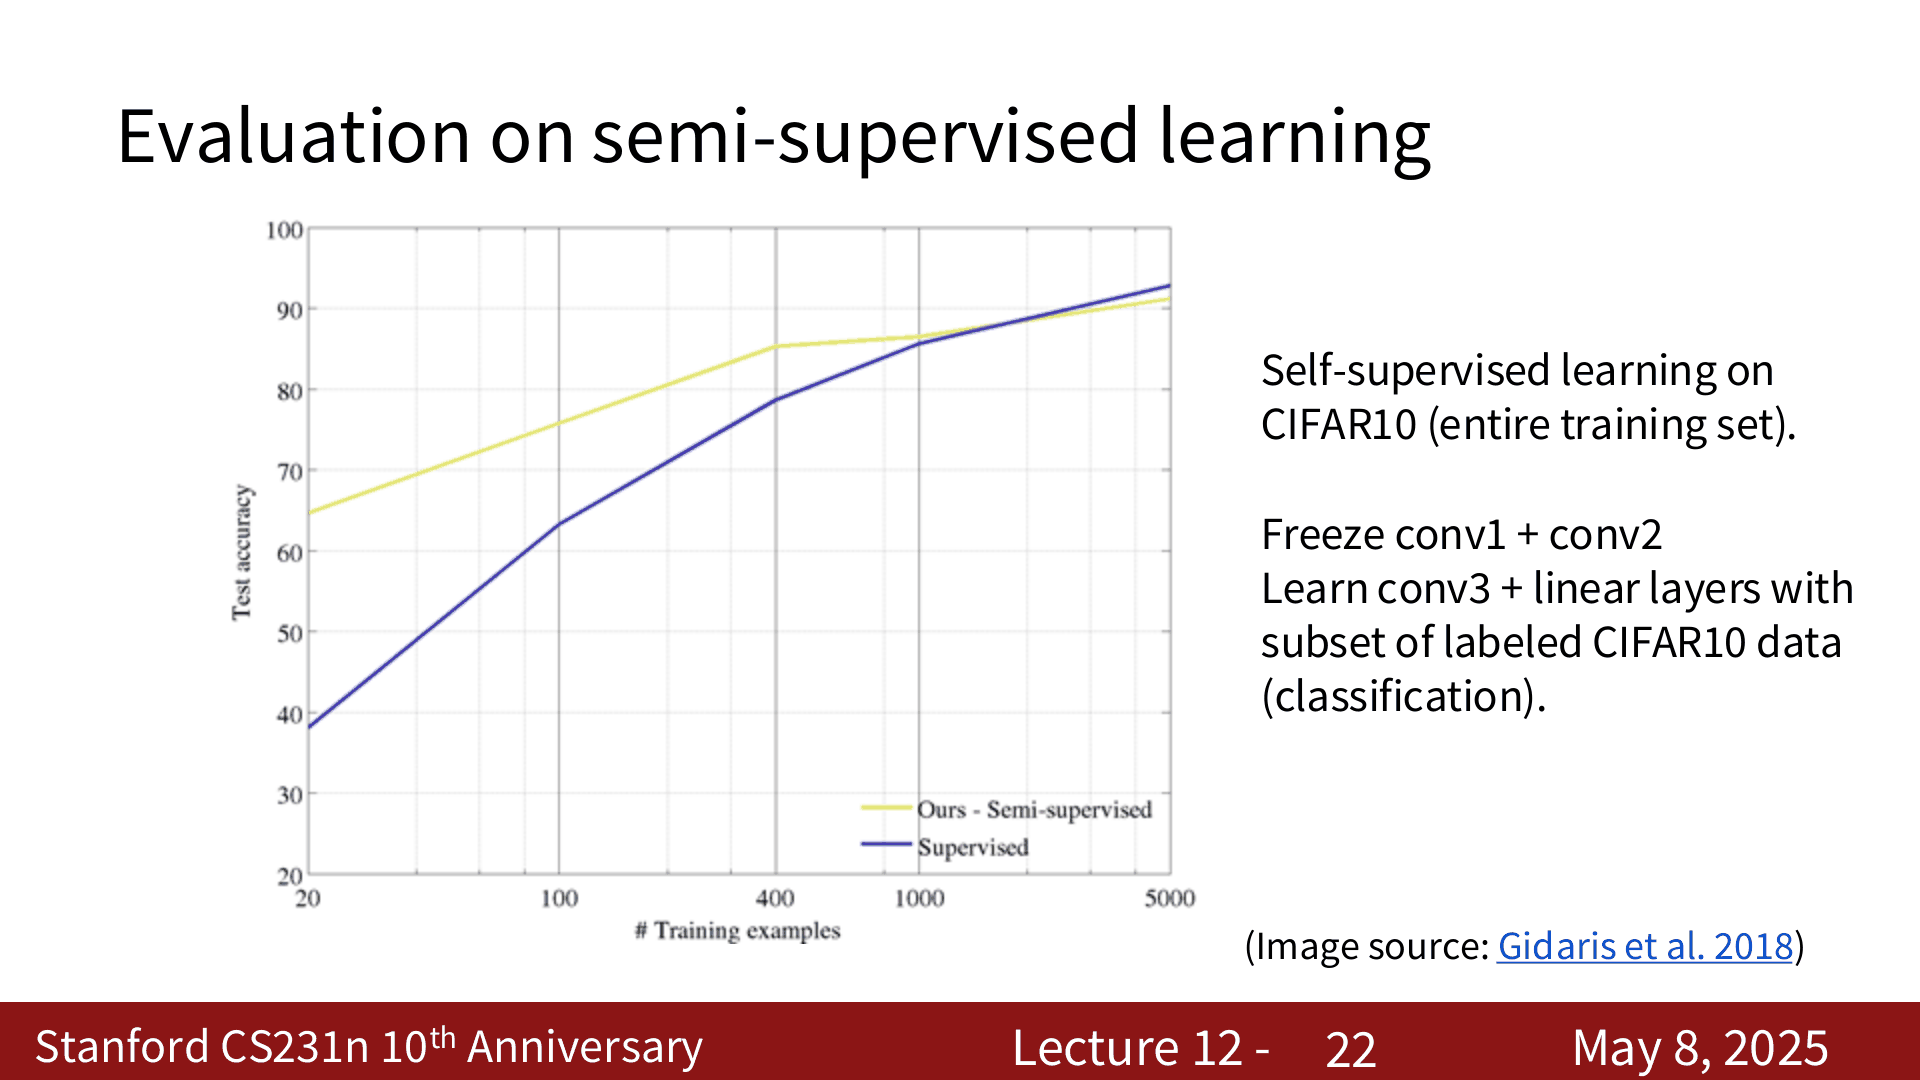 Evaluation on semi-supervised learning
100
90
80
70
60
50
40
30
20
Test accuracy
20 100 400 1000 5000
# Training examples
Ours - Semi-supervised
Supervised
Self-supervised learning on
CIFAR10 (entire training set).
Freeze conv1 + conv2
Learn conv3 + linear layers with
subset of labeled CIFAR10 data
(classification).
(Image source: Gidaris et al. 2018)
Stanford CS231n 10th Anniversary
Lecture 12 - 22
May 8, 2025